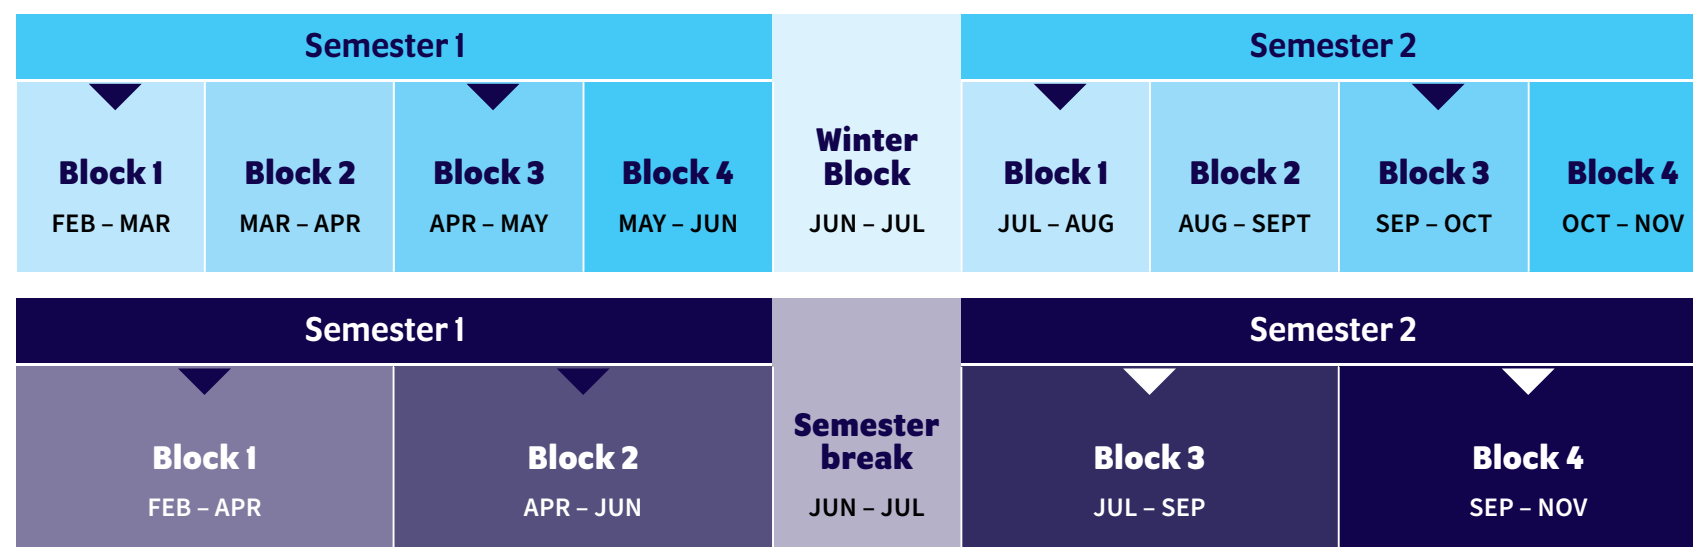 Semester 1
Semester 2
Block 1
FEB – MAR
Block 2
MAR – APR
Block 3
APR – MAY
Block 4
MAY – JUN
Winter
Block
JUN – JUL
Block 1
JUL – AUG
Block 2
AUG – SEPT
Block 3
SEP – OCT
Block 4
OCT – NOV
Semester 1
Semester 2
Block 1
FEB – APR
Block 2
APR – JUN
Semester
break
JUN – JUL
Block 3
JUL – SEP
Block 4
SEP – NOV